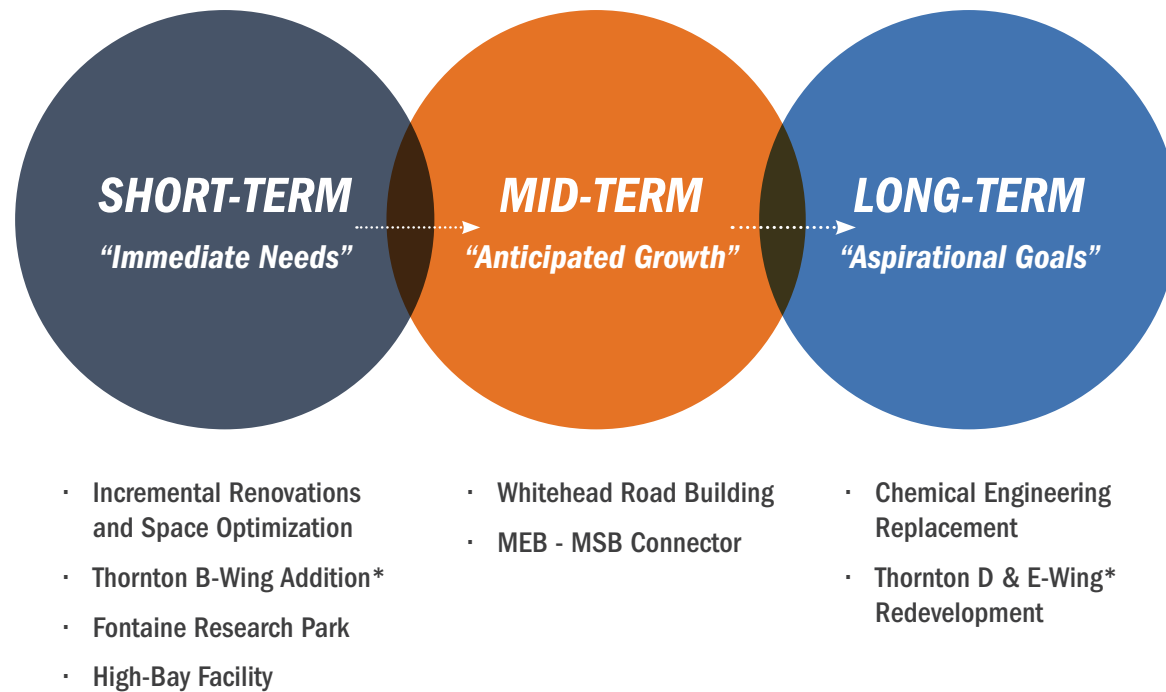 SHORT-TERM
“Immediate Needs”
MID-TERM
“Anticipated Growth”
LONG-TERM
“Aspirational Goals”
· Incremental Renovations
and Space Optimization
· Thornton B-Wing Addition*
· Fontaine Research Park
· High-Bay Facility
· Whitehead Road Building
· MEB - MSB Connector
· Chemical Engineering
Replacement
· Thornton D & E-Wing*
Redevelopment